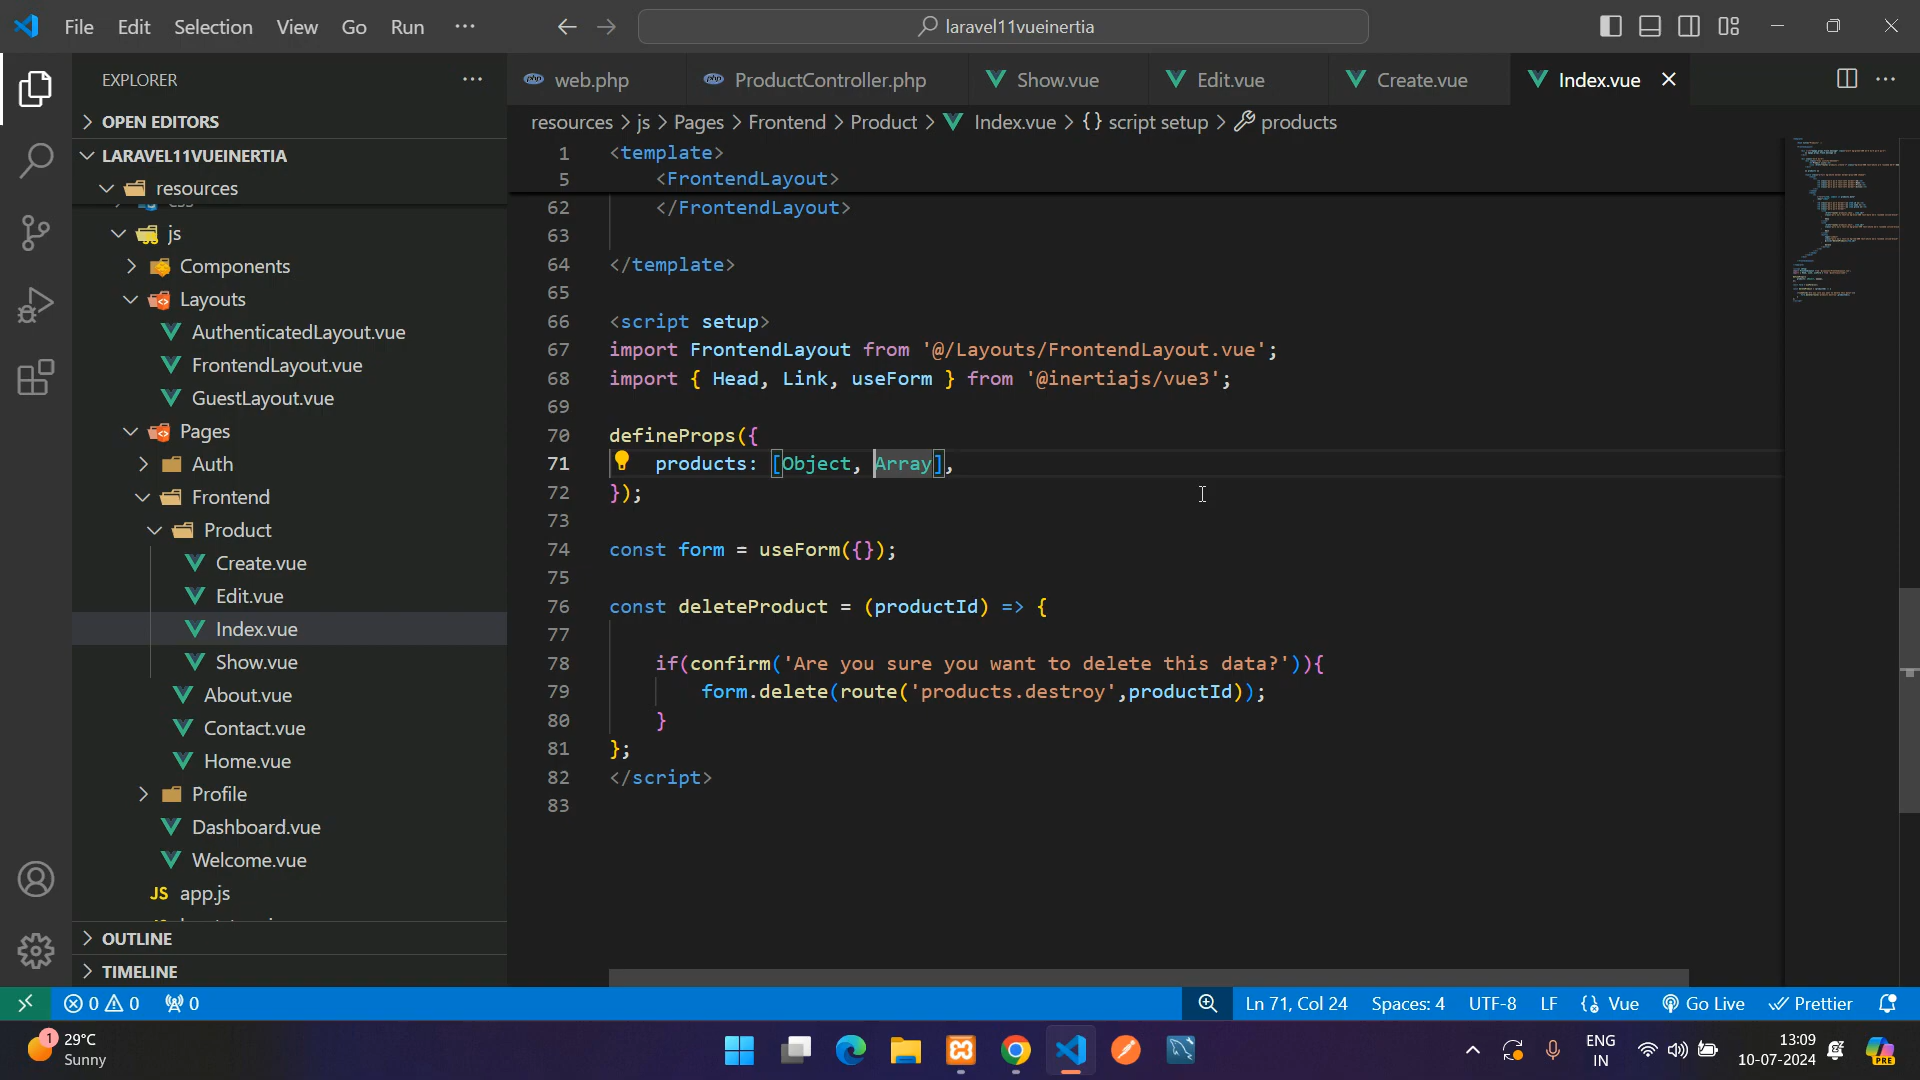 File Edit Selection View Go Run ···
laravel11vueinertia
EXPLORER
OPEN EDITORS
LARAVEL11VUEINERTIA
resources
css
js
Components
Layouts
AuthenticatedLayout.vue
FrontendLayout.vue
GuestLayout.vue
Pages
Auth
Frontend
Product
Create.vue
Edit.vue
Index.vue
Show.vue
About.vue
Contact.vue
Home.vue
Profile
Dashboard.vue
Welcome.vue
JS app.js
OUTLINE
TIMELINE
php web.php
php ProductController.php
Show.vue
Edit.vue
Create.vue
Index.vue
resources > js > Pages > Frontend > Product > Index.vue > {} script setup > products
1 <template>
5 <FrontendLayout>
62 </FrontendLayout>
63
64 </template>
65
66 <script setup>
67 import FrontendLayout from '@/Layouts/FrontendLayout.vue';
68 import { Head, Link, useForm } from '@inertiajs/vue3';
69
70 defineProps({
71 products: [Object, Array],
72 });
73
74 const form = useForm({});
75
76 const deleteProduct = (productId) => {
77
78 if(confirm('Are you sure you want to delete this data?')){
79 form.delete(route('products.destroy',productId));
80 }
81 };
82 </script>
83
0 0 0
Ln 71, Col 24 Spaces: 4 UTF-8 LF {} Vue Go Live Prettier
1 29°C
Sunny
ENG
IN
13:09
10-07-2024
PRE